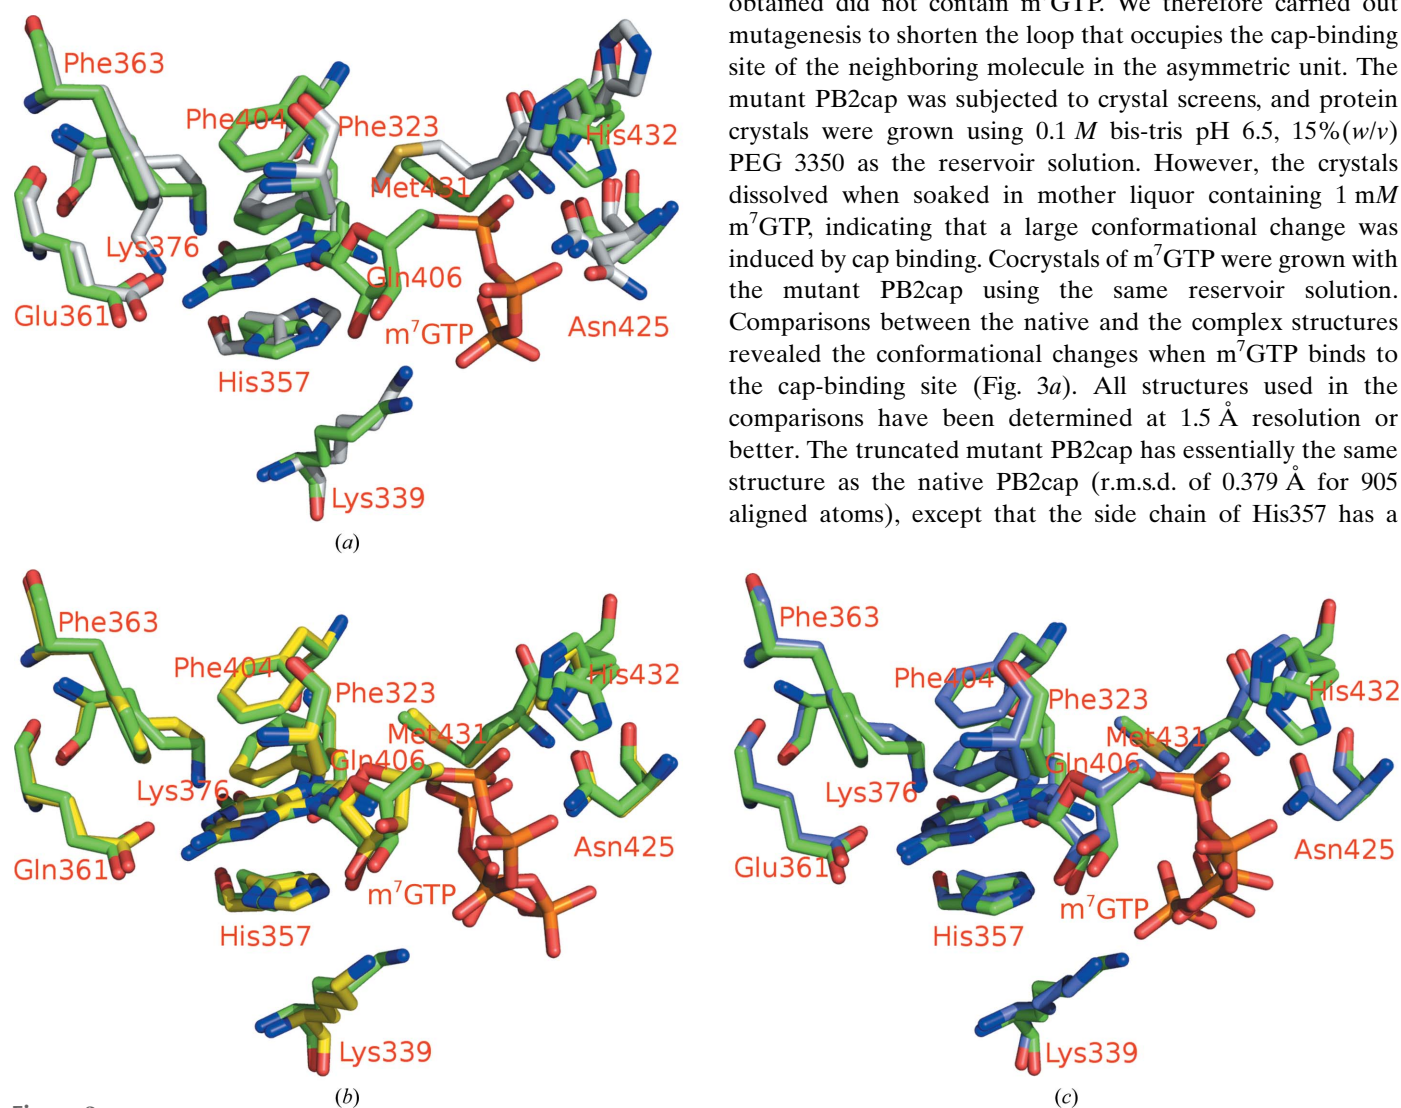 Phe363
Phe404
Phe323
His432
Met431
Lys376
Gln406
Glu361
m⁷GTP
Asn425
His357
Lys339
(a)
obtained did not contain m⁷GTP. We therefore carried out
mutagenesis to shorten the loop that occupies the cap-binding
site of the neighboring molecule in the asymmetric unit. The
mutant PB2cap was subjected to crystal screens, and protein
crystals were grown using 0.1 M bis-tris pH 6.5, 15%(w/v)
PEG 3350 as the reservoir solution. However, the crystals
dissolved when soaked in mother liquor containing 1 mM
m⁷GTP, indicating that a large conformational change was
induced by cap binding. Cocrystals of m⁷GTP were grown with
the mutant PB2cap using the same reservoir solution.
Comparisons between the native and the complex structures
revealed the conformational changes when m⁷GTP binds to
the cap-binding site (Fig. 3a). All structures used in the
comparisons have been determined at 1.5 Å resolution or
better. The truncated mutant PB2cap has essentially the same
structure as the native PB2cap (r.m.s.d. of 0.379 Å for 905
aligned atoms), except that the side chain of His357 has a
Phe363
Phe404
Phe323
His432
Met431
Gln406
Lys376
Gln361
Asn425
m⁷GTP
His357
Lys339
(b)
Phe363
Phe404
Phe323
His432
Met431
Gln406
Lys376
Glu361
Asn425
m⁷GTP
His357
Lys339
(c)